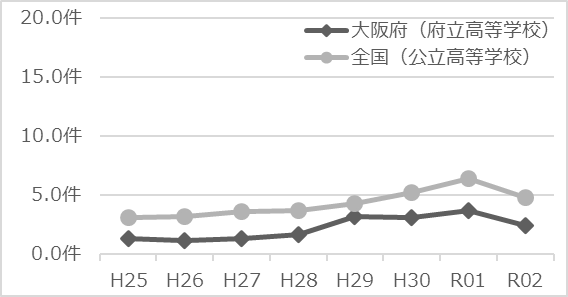 20.0件
大阪府（府立高等学校）
全国（公立高等学校）
15.0件
10.0件
5.0件
0.0件
H25 H26 H27 H28 H29 H30 R01 R02